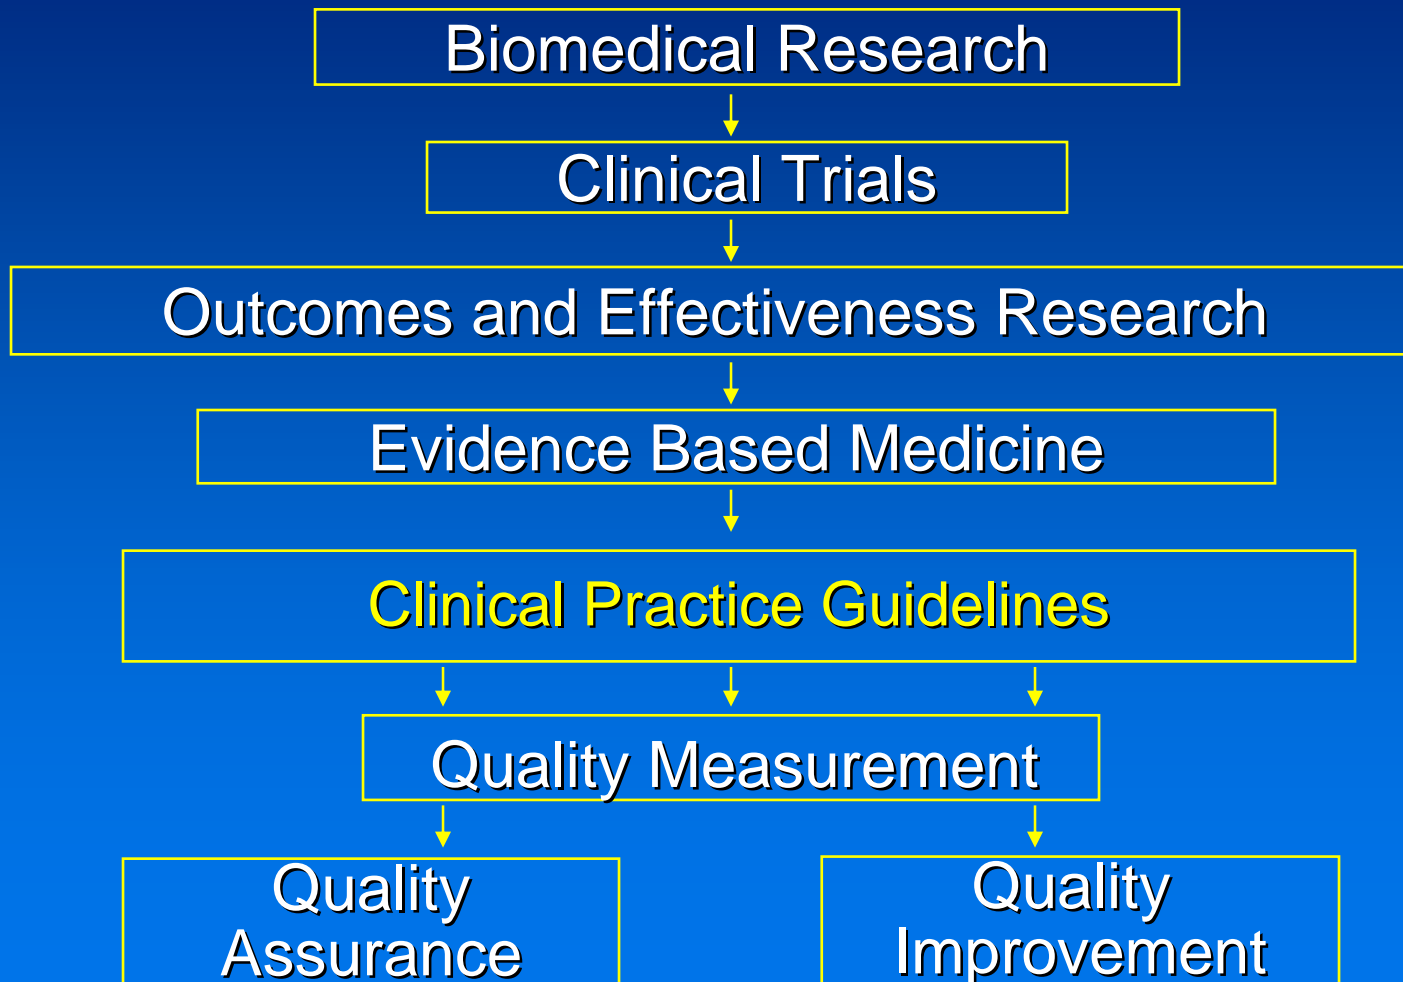 Biomedical Research
Clinical Trials
Outcomes and Effectiveness Research
Evidence Based Medicine
Clinical Practice Guidelines
Quality Measurement
Quality
Assurance
Quality
Improvement